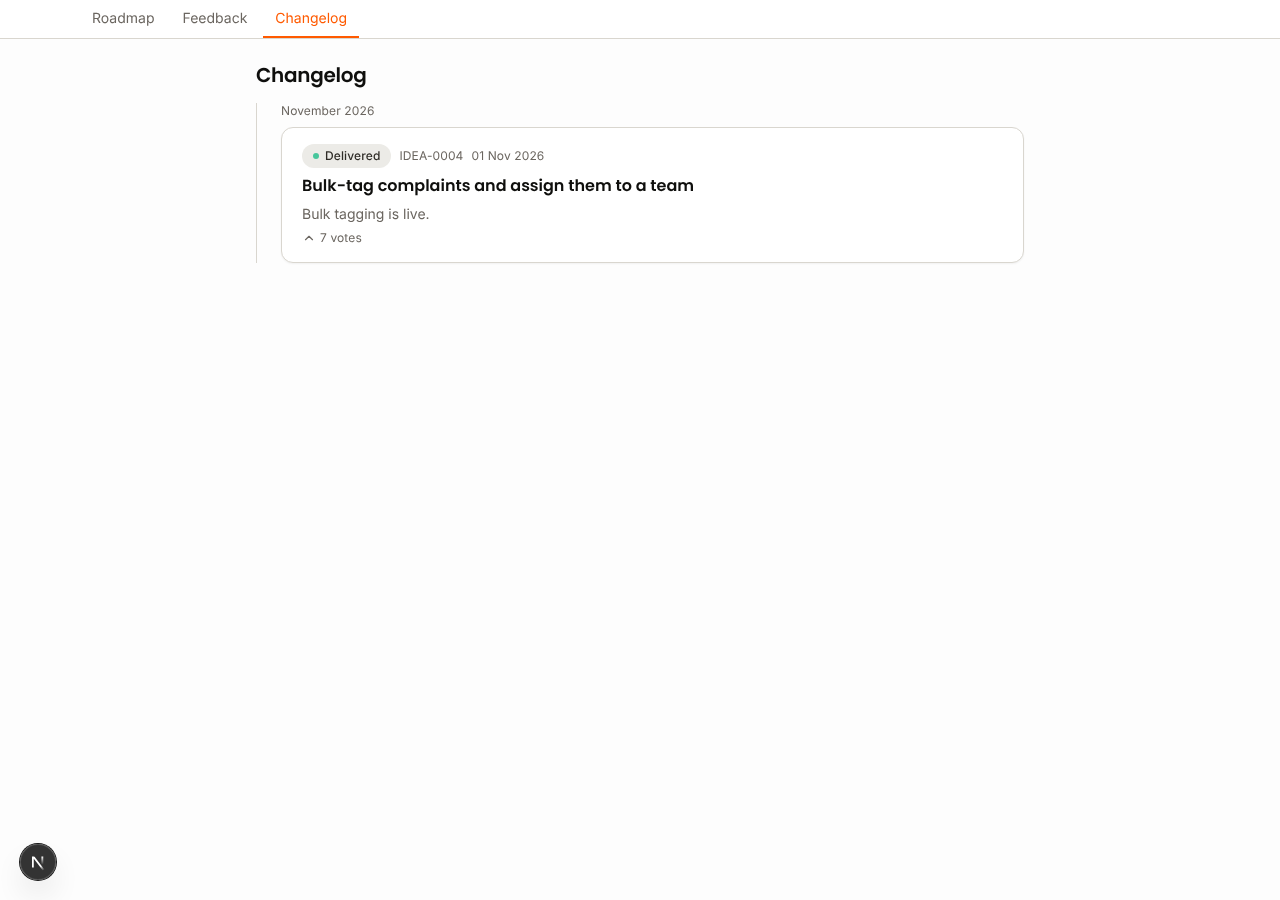 Roadmap Feedback Changelog
Changelog
November 2026
Delivered IDEA-0004 01 Nov 2026
Bulk-tag complaints and assign them to a team
Bulk tagging is live.
7 votes
N